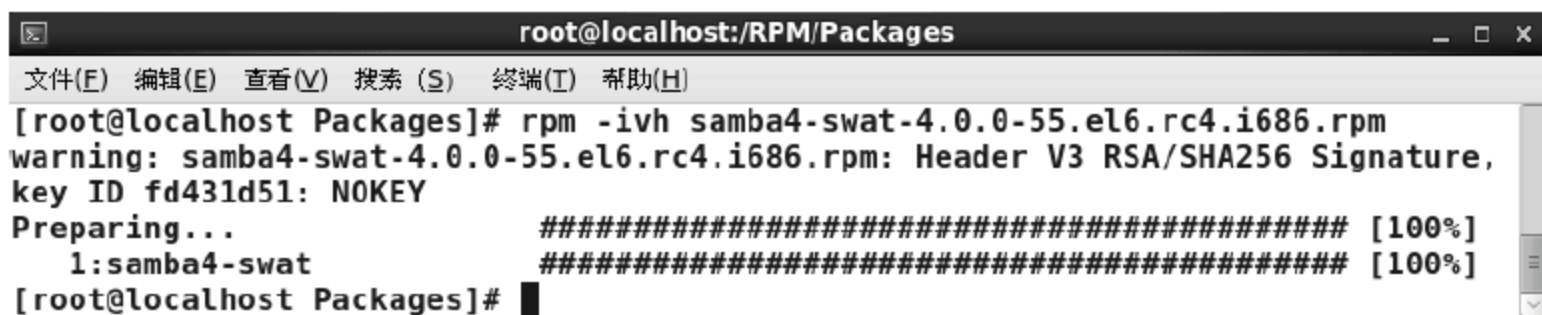 root@localhost:/RPM/Packages
文件(F) 编辑(E) 查看(V) 搜索 (S) 终端(T) 帮助(H)
[root@localhost Packages]# rpm -ivh samba4-swat-4.0.0-55.el6.rc4.i686.rpm
warning: samba4-swat-4.0.0-55.el6.rc4.i686.rpm: Header V3 RSA/SHA256 Signature,
key ID fd431d51: NOKEY
Preparing... ########################################### [100%]
1:samba4-swat ########################################### [100%]
[root@localhost Packages]#